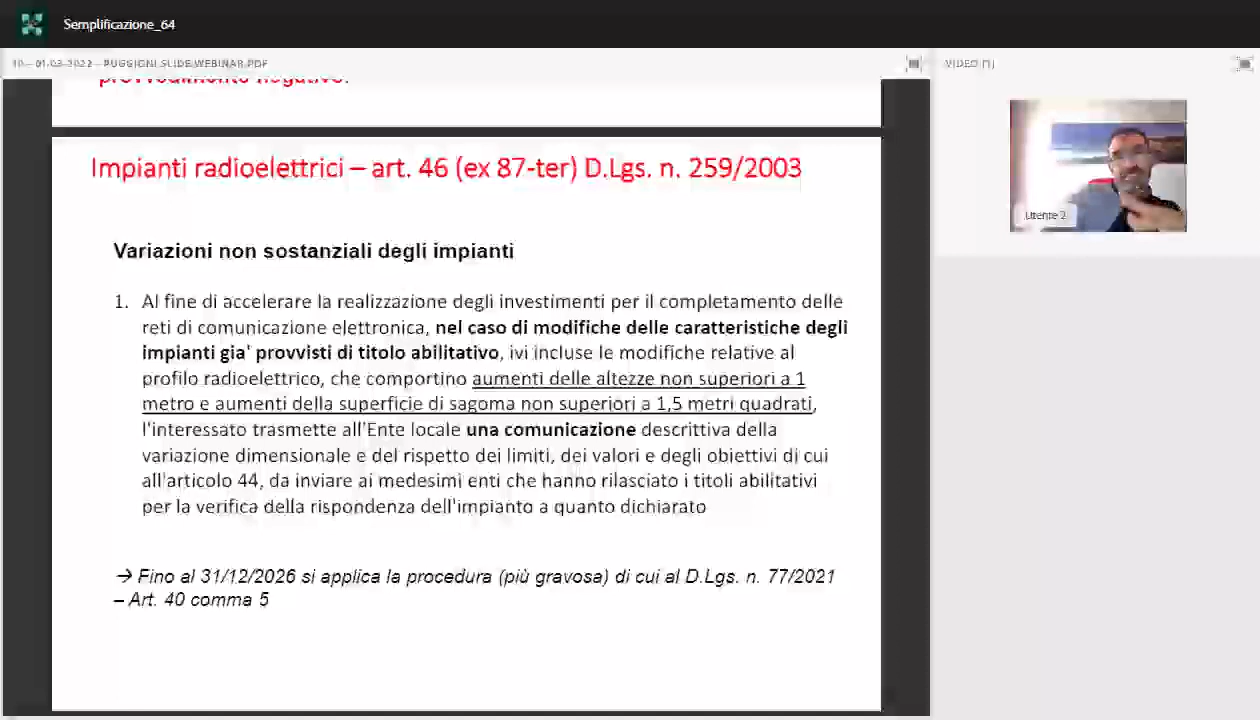 Semplificazione_64
10 - 01.03-2022 - PUGGIONI SLIDE WEBINAR.PDF
VIDEO (1)
provvedimento negativo.
Impianti radioelettrici – art. 46 (ex 87-ter) D.Lgs. n. 259/2003
Variazioni non sostanziali degli impianti
1. Al fine di accelerare la realizzazione degli investimenti per il completamento delle
reti di comunicazione elettronica, nel caso di modifiche delle caratteristiche degli
impianti gia' provvisti di titolo abilitativo, ivi incluse le modifiche relative al
profilo radioelettrico, che comportino aumenti delle altezze non superiori a 1
metro e aumenti della superficie di sagoma non superiori a 1,5 metri quadrati,
l'interessato trasmette all'Ente locale una comunicazione descrittiva della
variazione dimensionale e del rispetto dei limiti, dei valori e degli obiettivi di cui
all'articolo 44, da inviare ai medesimi enti che hanno rilasciato i titoli abilitativi
per la verifica della rispondenza dell'impianto a quanto dichiarato
→ Fino al 31/12/2026 si applica la procedura (più gravosa) di cui al D.Lgs. n. 77/2021
– Art. 40 comma 5
Utente 2